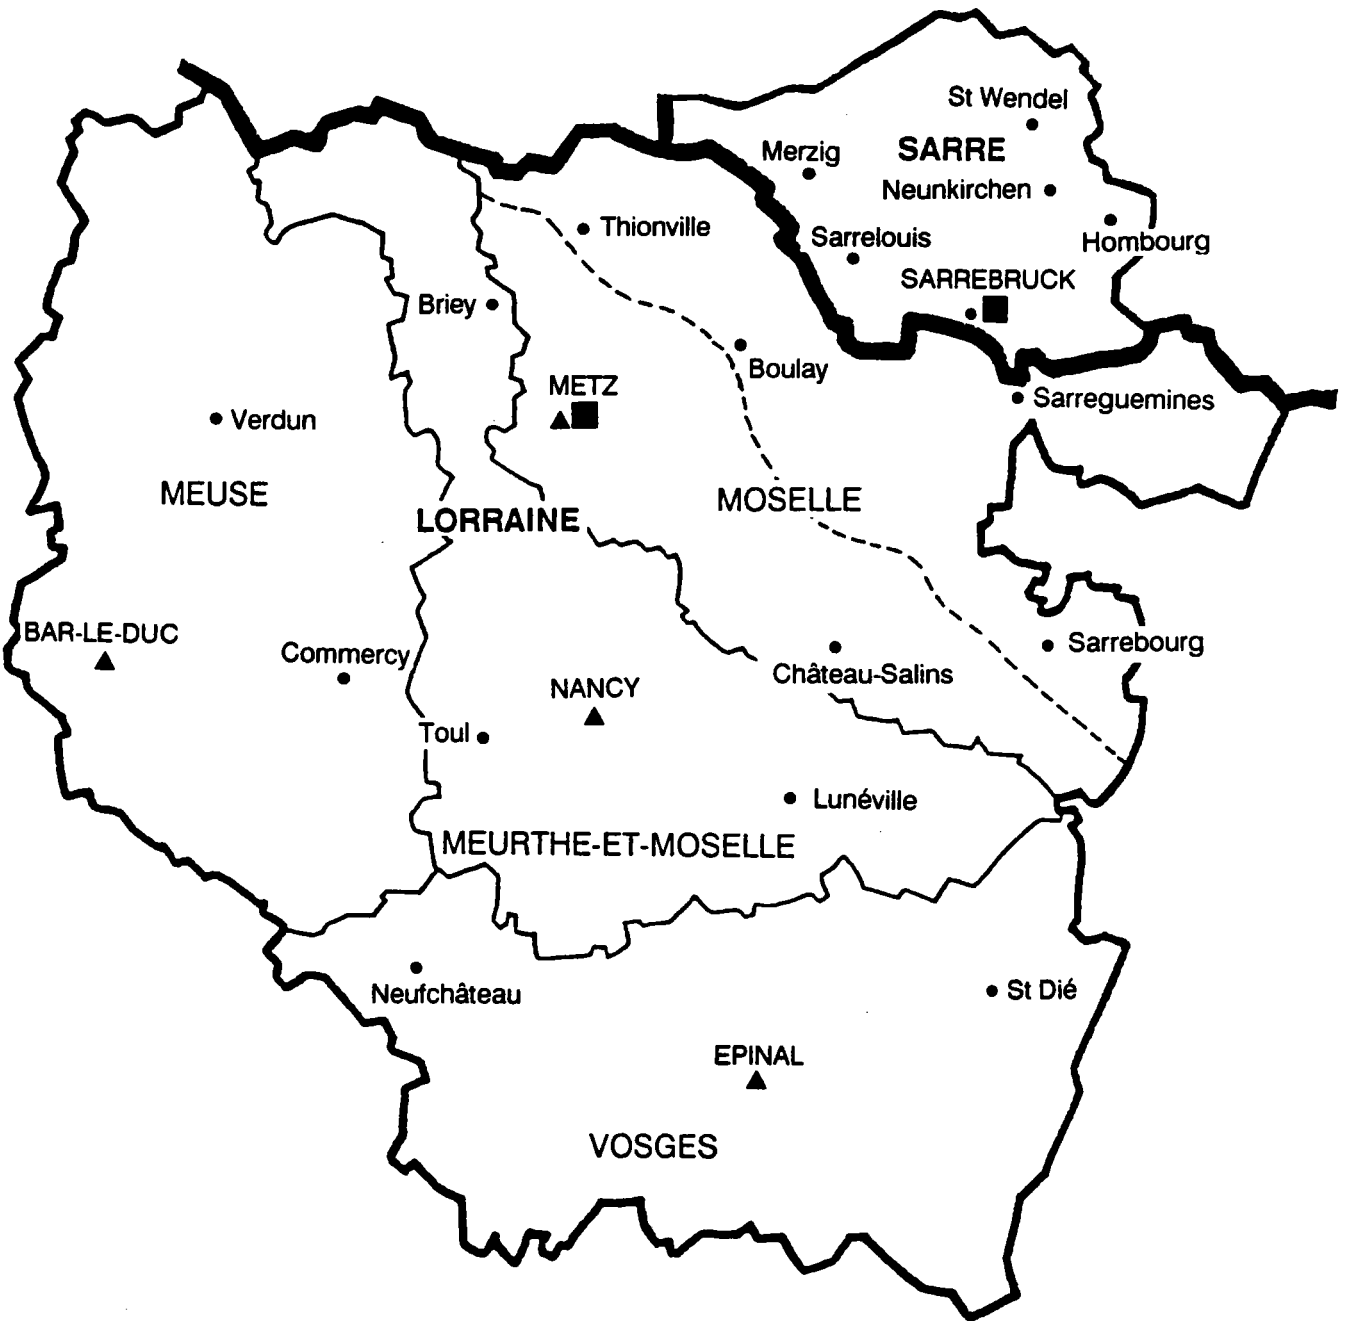 St Wendel
Merzig
SARRE
Neunkirchen
Thionville
Sarrelouis
Hombourg
SARREBRUCK
Briey
Boulay
METZ
Sarreguemines
Verdun
MEUSE
MOSELLE
LORRAINE
BAR-LE-DUC
Commercy
Sarrebourg
Château-Salins
NANCY
Toul
Lunéville
MEURTHE-ET-MOSELLE
Neufchâteau
St Dié
EPINAL
VOSGES